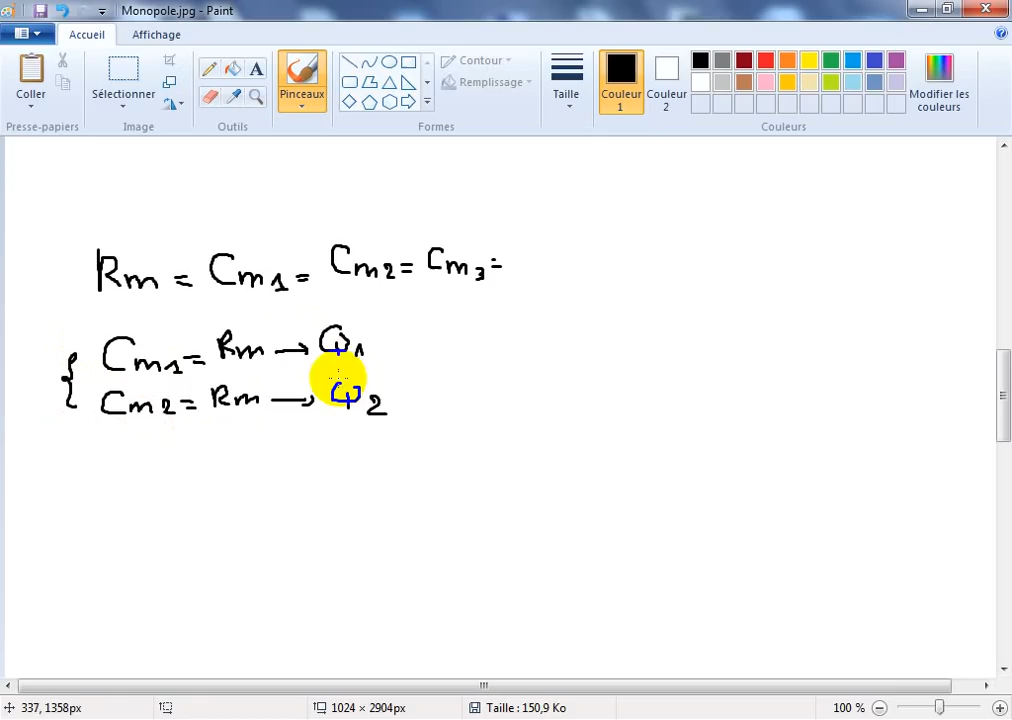 Monopole.jpg - Paint
Accueil Affichage
Coller Sélectionner Pinceaux Contour Remplissage Taille Couleur 1 Couleur 2 Modifier les couleurs
Presse-papiers Image Outils Formes Couleurs
Rm = Cm1 = Cm2 = Cm3 =
{ Cm1 = Rm → Q1
Cm2 = Rm → Q2
337, 1358px 1024 × 2904px Taille : 150,9 Ko 100 %